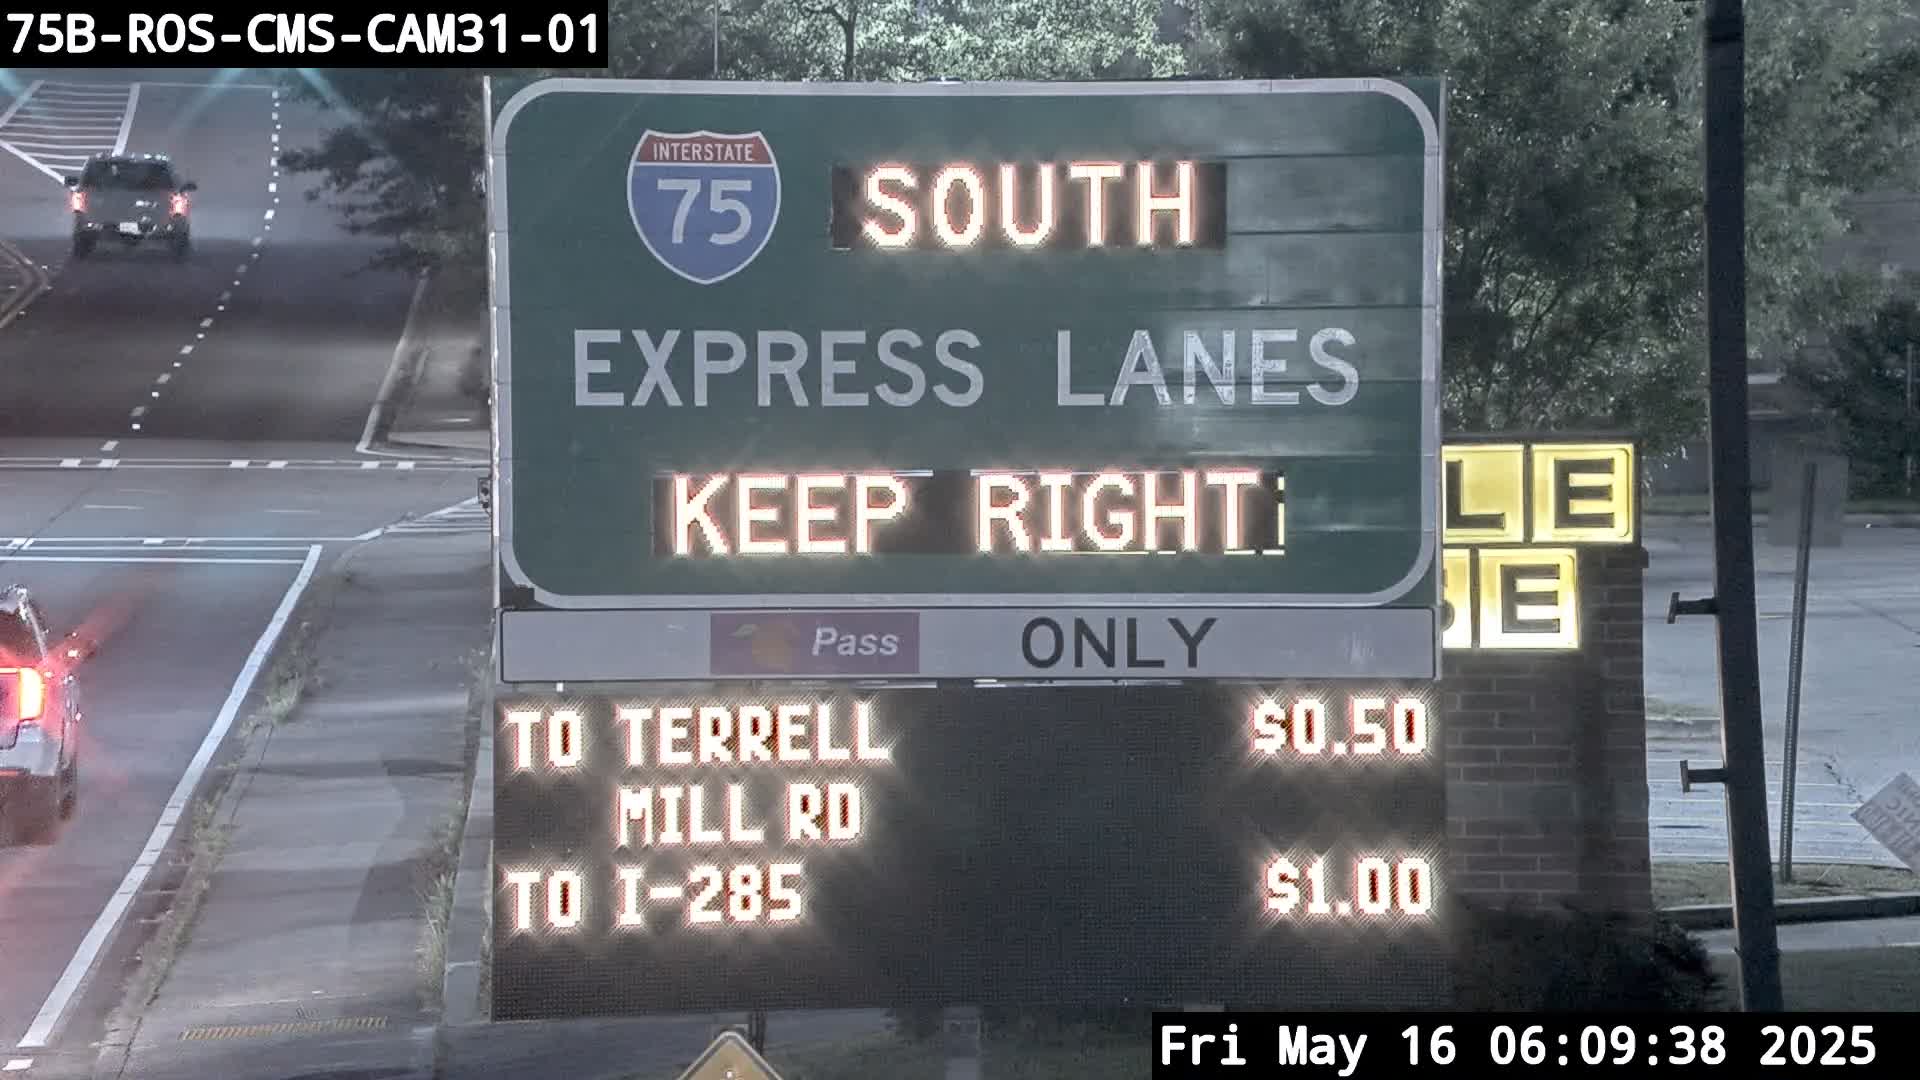 75B-ROS-CMS-CAM31-01
INTERSTATE
75
SOUTH
EXPRESS LANES
KEEP RIGHT
Pass ONLY
TO TERRELL $0.50
MILL RD
TO I-285 $1.00
LE
E
Fri May 16 06:09:38 2025